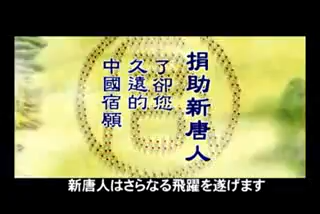 捐助新唐人
了卻您
久遠的
中國宿願
新唐人はさらなる飛躍を遂げます